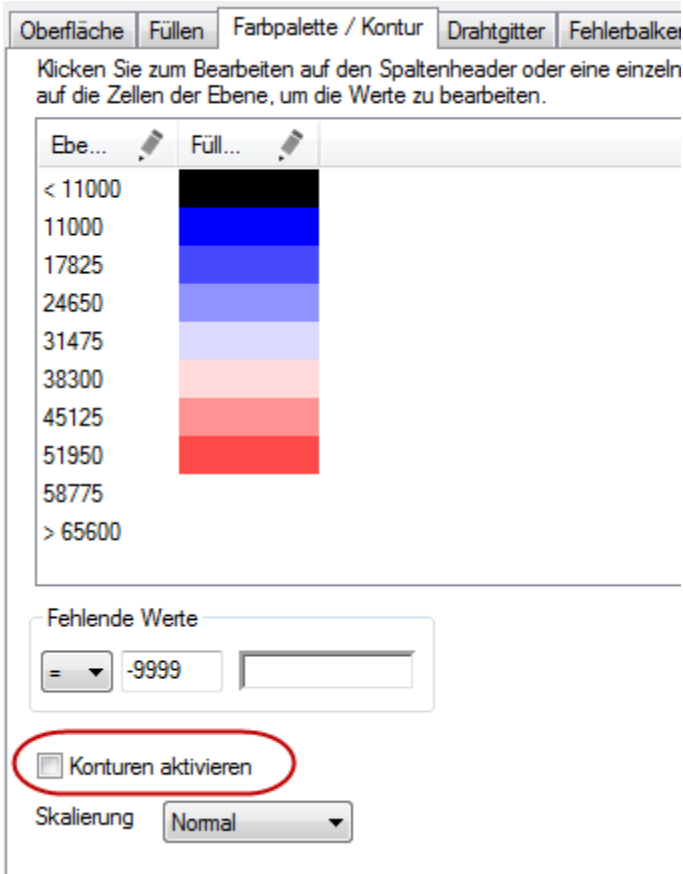 Oberfläche Füllen Farbpalette / Kontur Drahtgitter Fehlerbalken
Klicken Sie zum Bearbeiten auf den Spaltenheader oder eine einzeln
auf die Zellen der Ebene, um die Werte zu bearbeiten.
Ebe... Füll...
< 11000
11000
17825
24650
31475
38300
45125
51950
58775
> 65600
Fehlende Werte
= -9999
Konturen aktivieren
Skalierung Normal